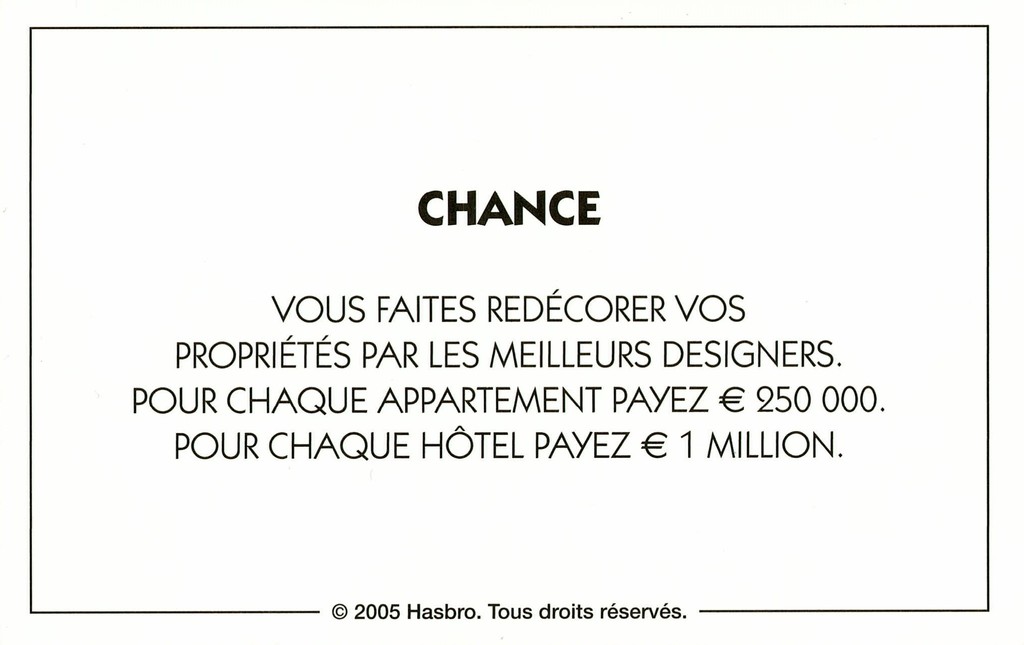 CHANCE
VOUS FAITES REDÉCORER VOS
PROPRIÉTÉS PAR LES MEILLEURS DESIGNERS.
POUR CHAQUE APPARTEMENT PAYEZ € 250 000.
POUR CHAQUE HÔTEL PAYEZ € 1 MILLION.
© 2005 Hasbro. Tous droits réservés.